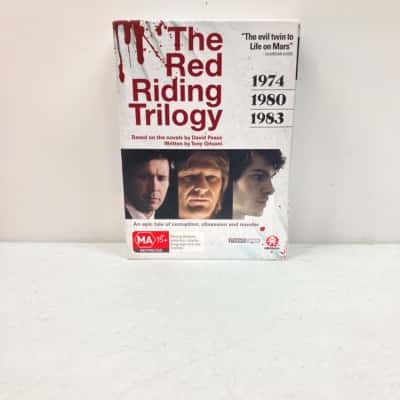 The
Red
Riding
Trilogy
"The evil twin to
Life on Mars"
1974
1980
1983
Based on the novels by David Peace
Written by Tony Grisoni
An epic tale of corruption, obsession and murder
MA 15+